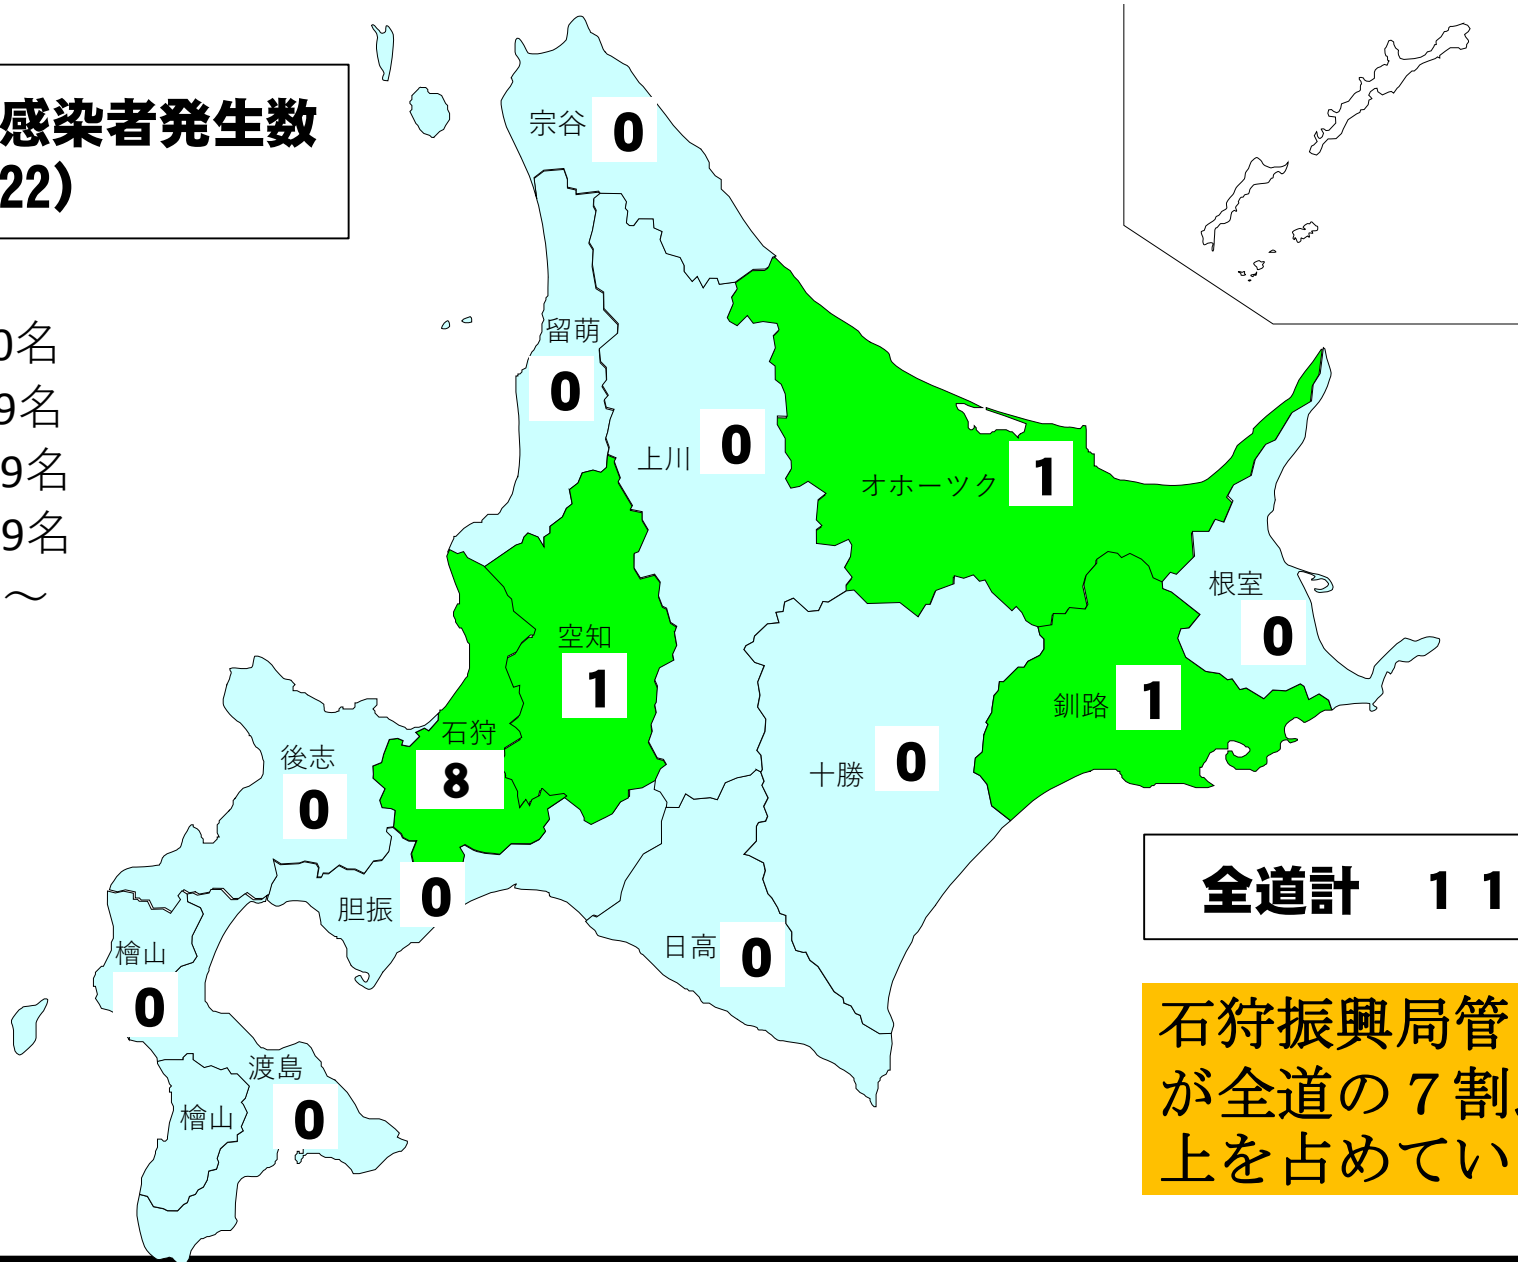 感染者発生数
22)
0名
9名
9名
9名
～
宗谷 0
留萌
0
上川 0
オホーツク 1
根室
0
空知
1
釧路 1
石狩
8
後志
0
十勝 0
胆振 0
日高 0
檜山
0
渡島
0
檜山
全道計 11
石狩振興局管
が全道の７割
上を占めてい